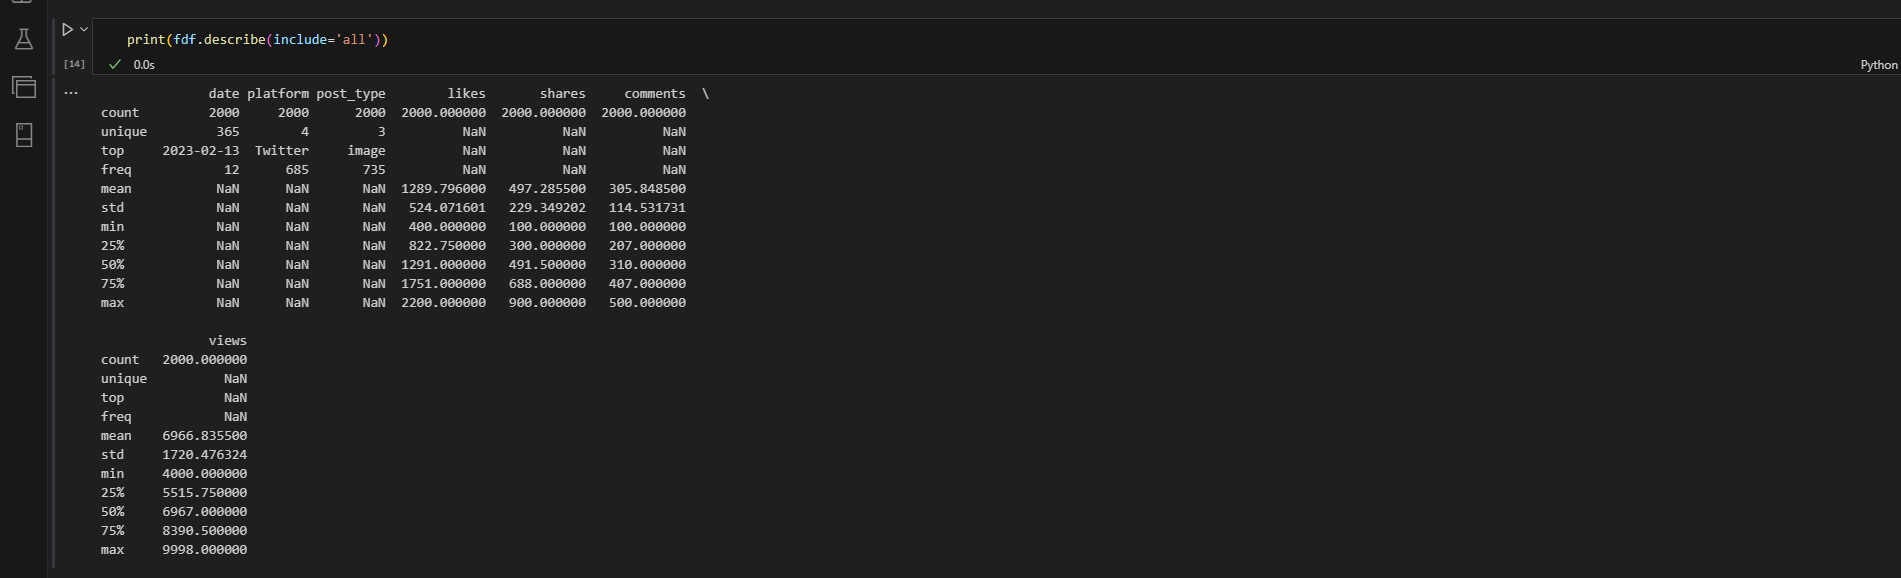 print(fdf.describe(include='all'))
[14] 0.0s Python
... date platform post_type likes shares comments \
count 2000 2000 2000 2000.000000 2000.000000 2000.000000
unique 365 4 3 NaN NaN NaN
top 2023-02-13 Twitter image NaN NaN NaN
freq 12 685 735 NaN NaN NaN
mean NaN NaN NaN 1289.796000 497.285500 305.848500
std NaN NaN NaN 524.071601 229.349202 114.531731
min NaN NaN NaN 400.000000 100.000000 100.000000
25% NaN NaN NaN 822.750000 300.000000 207.000000
50% NaN NaN NaN 1291.000000 491.500000 310.000000
75% NaN NaN NaN 1751.000000 688.000000 407.000000
max NaN NaN NaN 2200.000000 900.000000 500.000000
views
count 2000.000000
unique NaN
top NaN
freq NaN
mean 6966.835500
std 1720.476324
min 4000.000000
25% 5515.750000
50% 6967.000000
75% 8390.500000
max 9998.000000